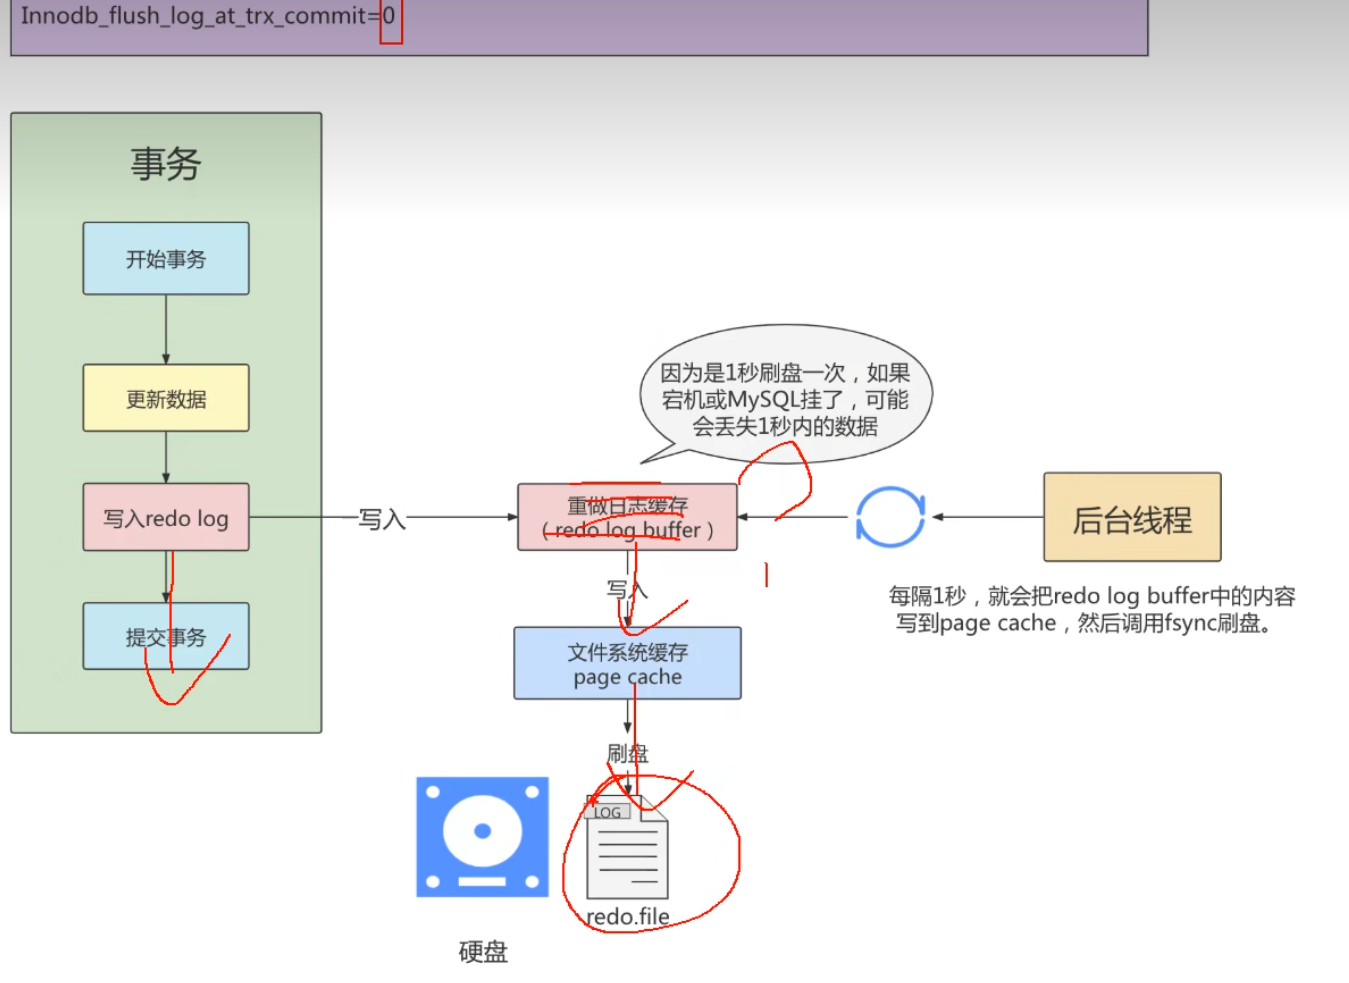 Innodb_flush_log_at_trx_commit=0
事务
开始事务
更新数据
写入redo log
提交事务
写入
因为是1秒刷盘一次，如果
宕机或MySQL挂了，可能
会丢失1秒内的数据
重做日志缓存
（redo log buffer）
写入
文件系统缓存
page cache
刷盘
LOG
redo.file
硬盘
后台线程
每隔1秒，就会把redo log buffer中的内容
写到page cache，然后调用fsync刷盘。